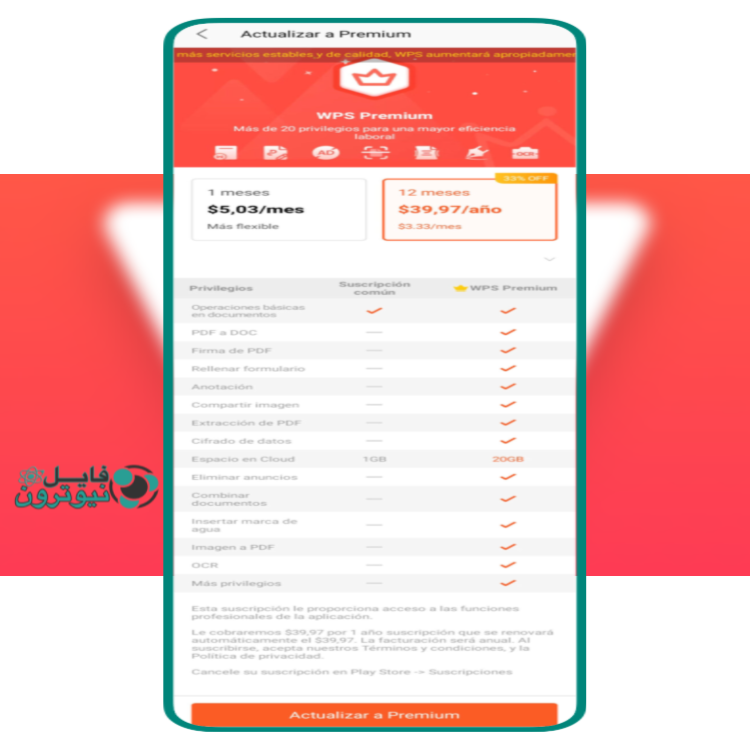 Actualizar a Premium
más servicios estables y de calidad, WPS aumentará apropiadamen
WPS Premium
Más de 20 privilegios para una mayor eficiencia
laboral
AD
OCR
33% OFF
1 meses
$5,03/mes
Más flexible
12 meses
$39,97/año
$3.33/mes
Privilegios
Suscripción
común
WPS Premium
Operaciones básicas
en documentos
PDF a DOC
Firma de PDF
Rellenar formulario
Anotación
Compartir imagen
Extracción de PDF
Cifrado de datos
Espacio en Cloud 1GB 20GB
Eliminar anuncios
Combinar
documentos
Insertar marca de
agua
Imagen a PDF
OCR
Más privilegios
Esta suscripción le proporciona acceso a las funciones
profesionales de la aplicación.
Le cobraremos $39,97 por 1 año suscripción que se renovará
automáticamente el $39,97. La facturación será anual. Al
suscribirse, acepta nuestros Términos y condiciones, y la
Política de privacidad.
Cancele su suscripción en Play Store -> Suscripciones
Actualizar a Premium
فایل
نیوترون